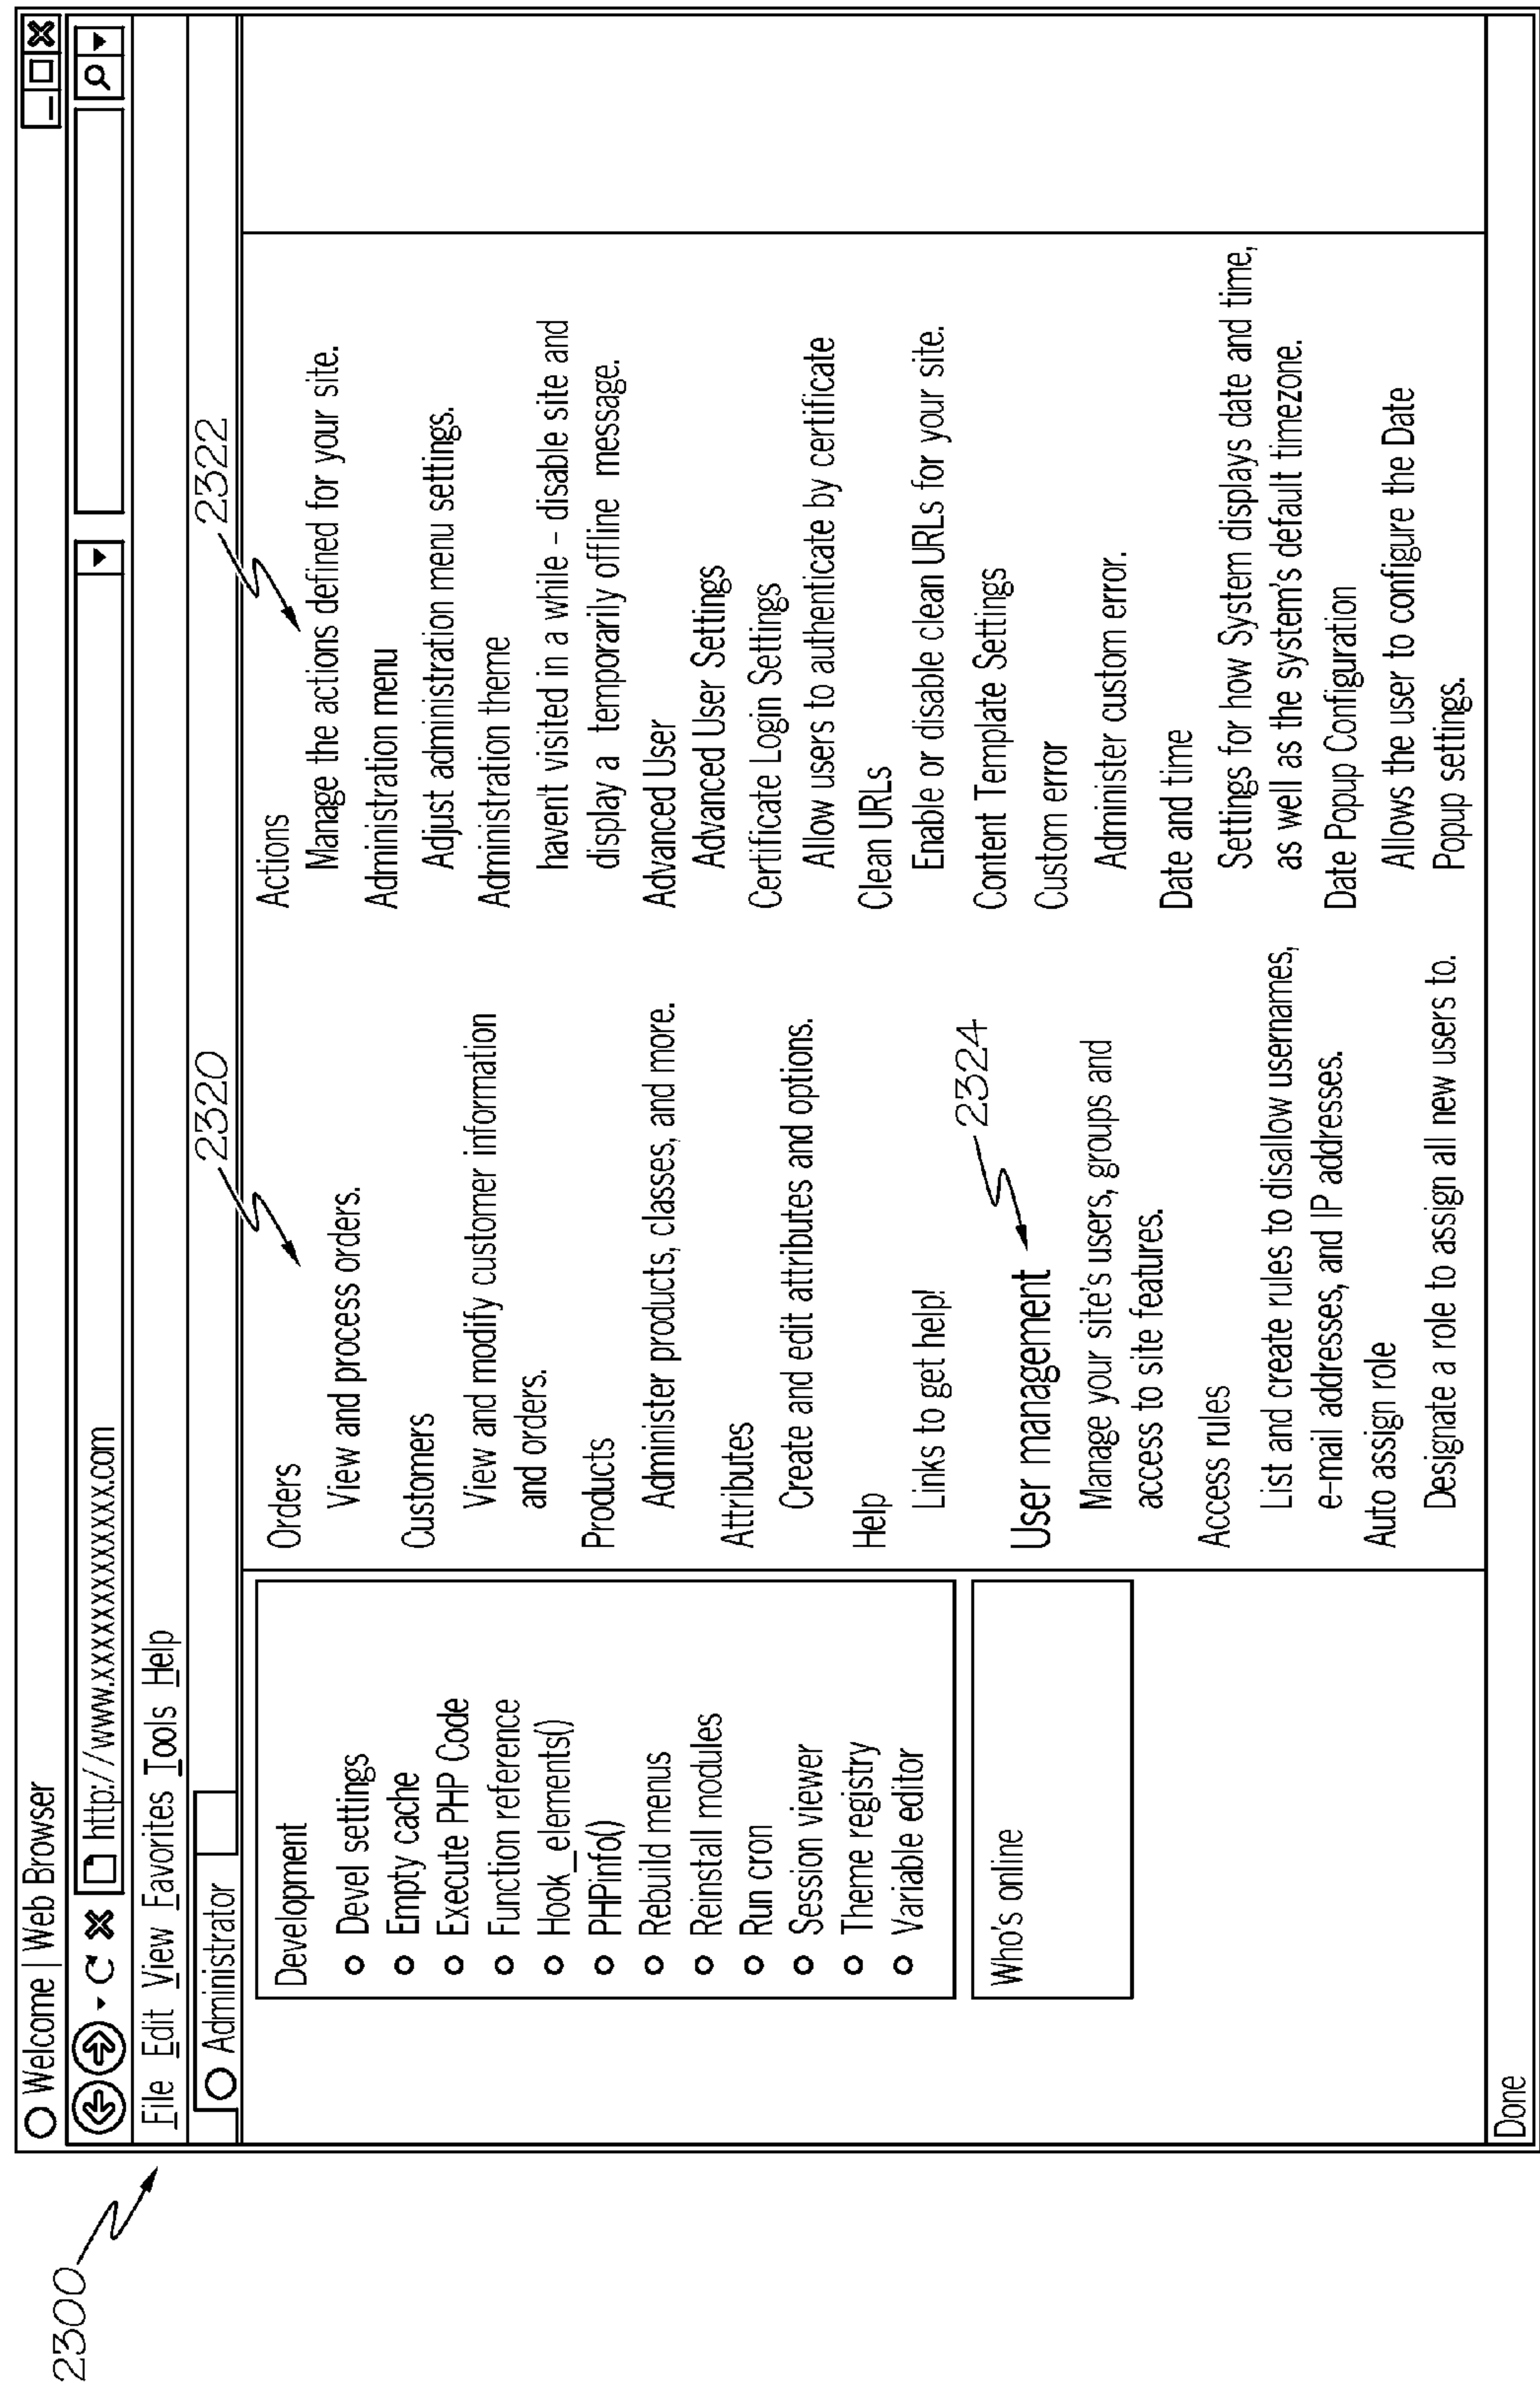 2300
Welcome | Web Browser
http://www.xxxxxxxxxxxx.com
File Edit View Favorites Tools Help
Administrator
Development
Devel settings
Empty cache
Execute PHP Code
Function reference
Hook_elements()
PHPinfo()
Rebuild menus
Reinstall modules
Run cron
Session viewer
Theme registry
Variable editor
Who's online
2320
Orders
View and process orders.
Customers
View and modify customer information
and orders.
Products
Administer products, classes, and more.
Attributes
Create and edit attributes and options.
Help
Links to get help!
2324
User management
Manage your site's users, groups and
access to site features.
Access rules
List and create rules to disallow usernames,
e-mail addresses, and IP addresses.
Auto assign role
Designate a role to assign all new users to.
2322
Actions
Manage the actions defined for your site.
Administration menu
Adjust administration menu settings.
Administration theme
haven't visited in a while – disable site and
display a temporarily offline message.
Advanced User
Advanced User Settings
Certificate Login Settings
Allow users to authenticate by certificate
Clean URLs
Enable or disable clean URLs for your site.
Content Template Settings
Custom error
Administer custom error.
Date and time
Settings for how System displays date and time,
as well as the system's default timezone.
Date Popup Configuration
Allows the user to configure the Date
Popup settings.
Done